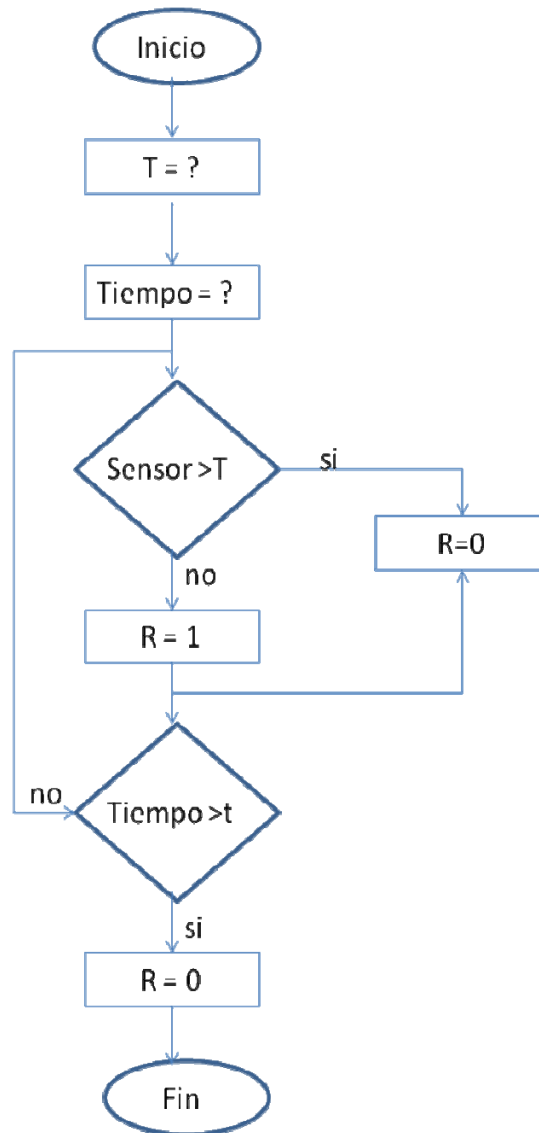 Inicio
T = ?
Tiempo = ?
Sensor >T
si
R=0
no
R = 1
no
Tiempo >t
si
R = 0
Fin